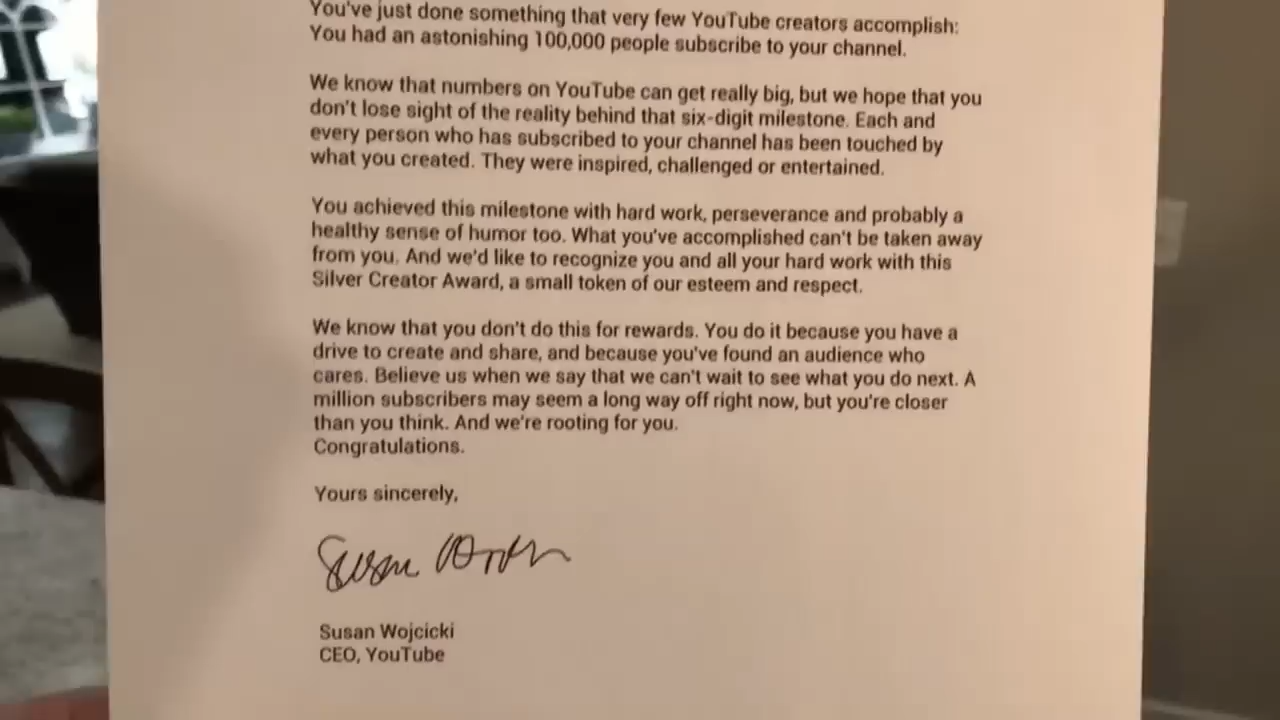 You've just done something that very few YouTube creators accomplish:
You had an astonishing 100,000 people subscribe to your channel.
We know that numbers on YouTube can get really big, but we hope that you
don't lose sight of the reality behind that six-digit milestone. Each and
every person who has subscribed to your channel has been touched by
what you created. They were inspired, challenged or entertained.
You achieved this milestone with hard work, perseverance and probably a
healthy sense of humor too. What you've accomplished can't be taken away
from you. And we'd like to recognize you and all your hard work with this
Silver Creator Award, a small token of our esteem and respect.
We know that you don't do this for rewards. You do it because you have a
drive to create and share, and because you've found an audience who
cares. Believe us when we say that we can't wait to see what you do next. A
million subscribers may seem a long way off right now, but you're closer
than you think. And we're rooting for you.
Congratulations.
Yours sincerely,
Susan
Susan Wojcicki
CEO, YouTube